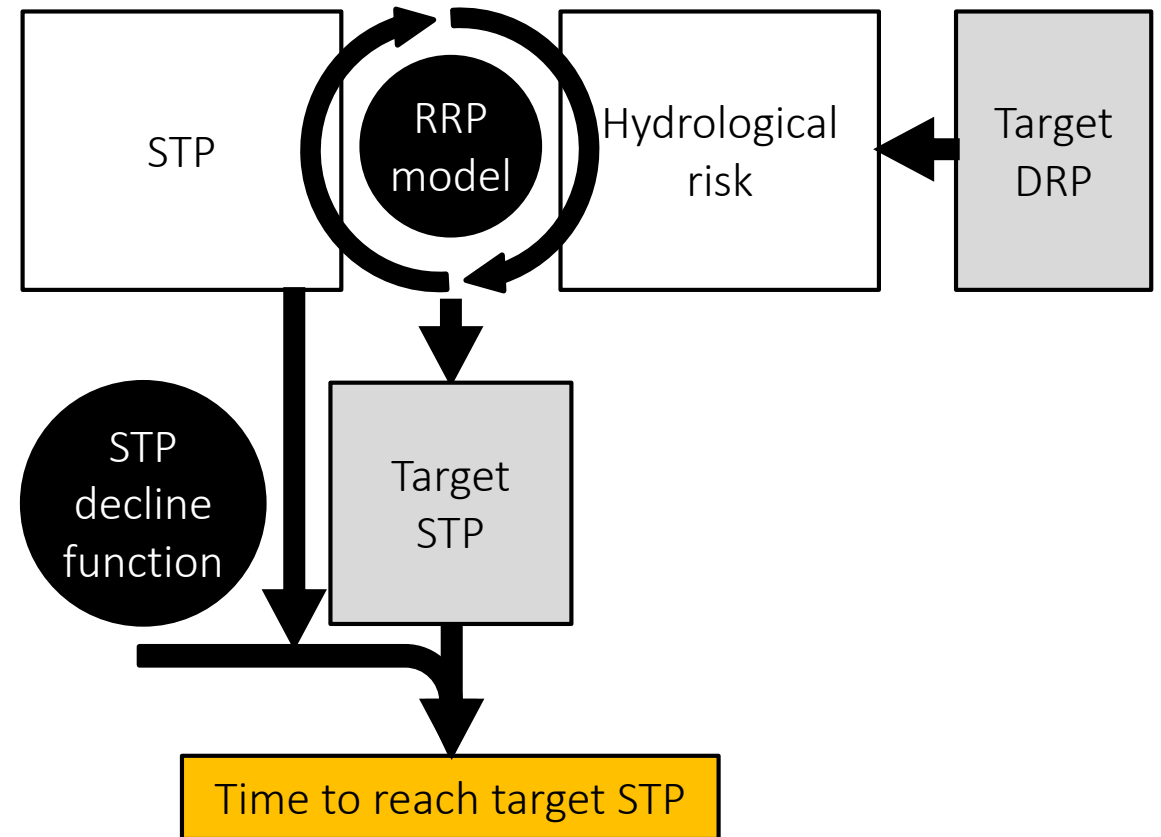 STP
RRP
model
Hydrological
risk
Target
DRP
STP
decline
function
Target
STP
Time to reach target STP